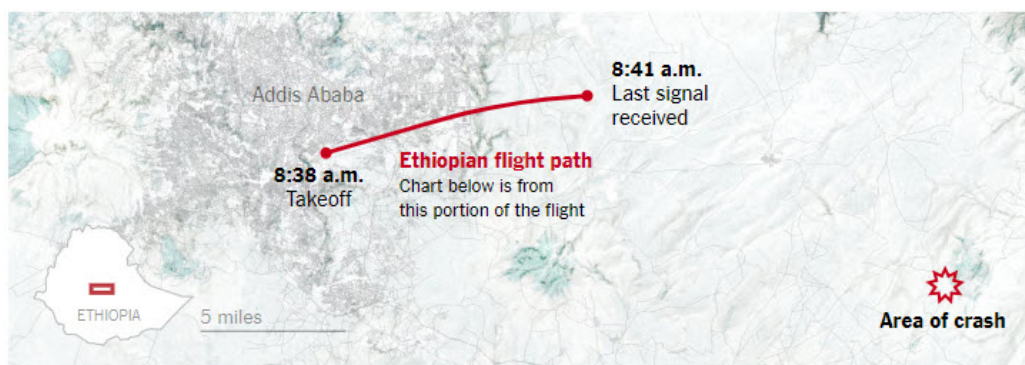 Addis Ababa
8:41 a.m.
Last signal
received
8:38 a.m.
Takeoff
Ethiopian flight path
Chart below is from
this portion of the flight
ETHIOPIA
5 miles
Area of crash